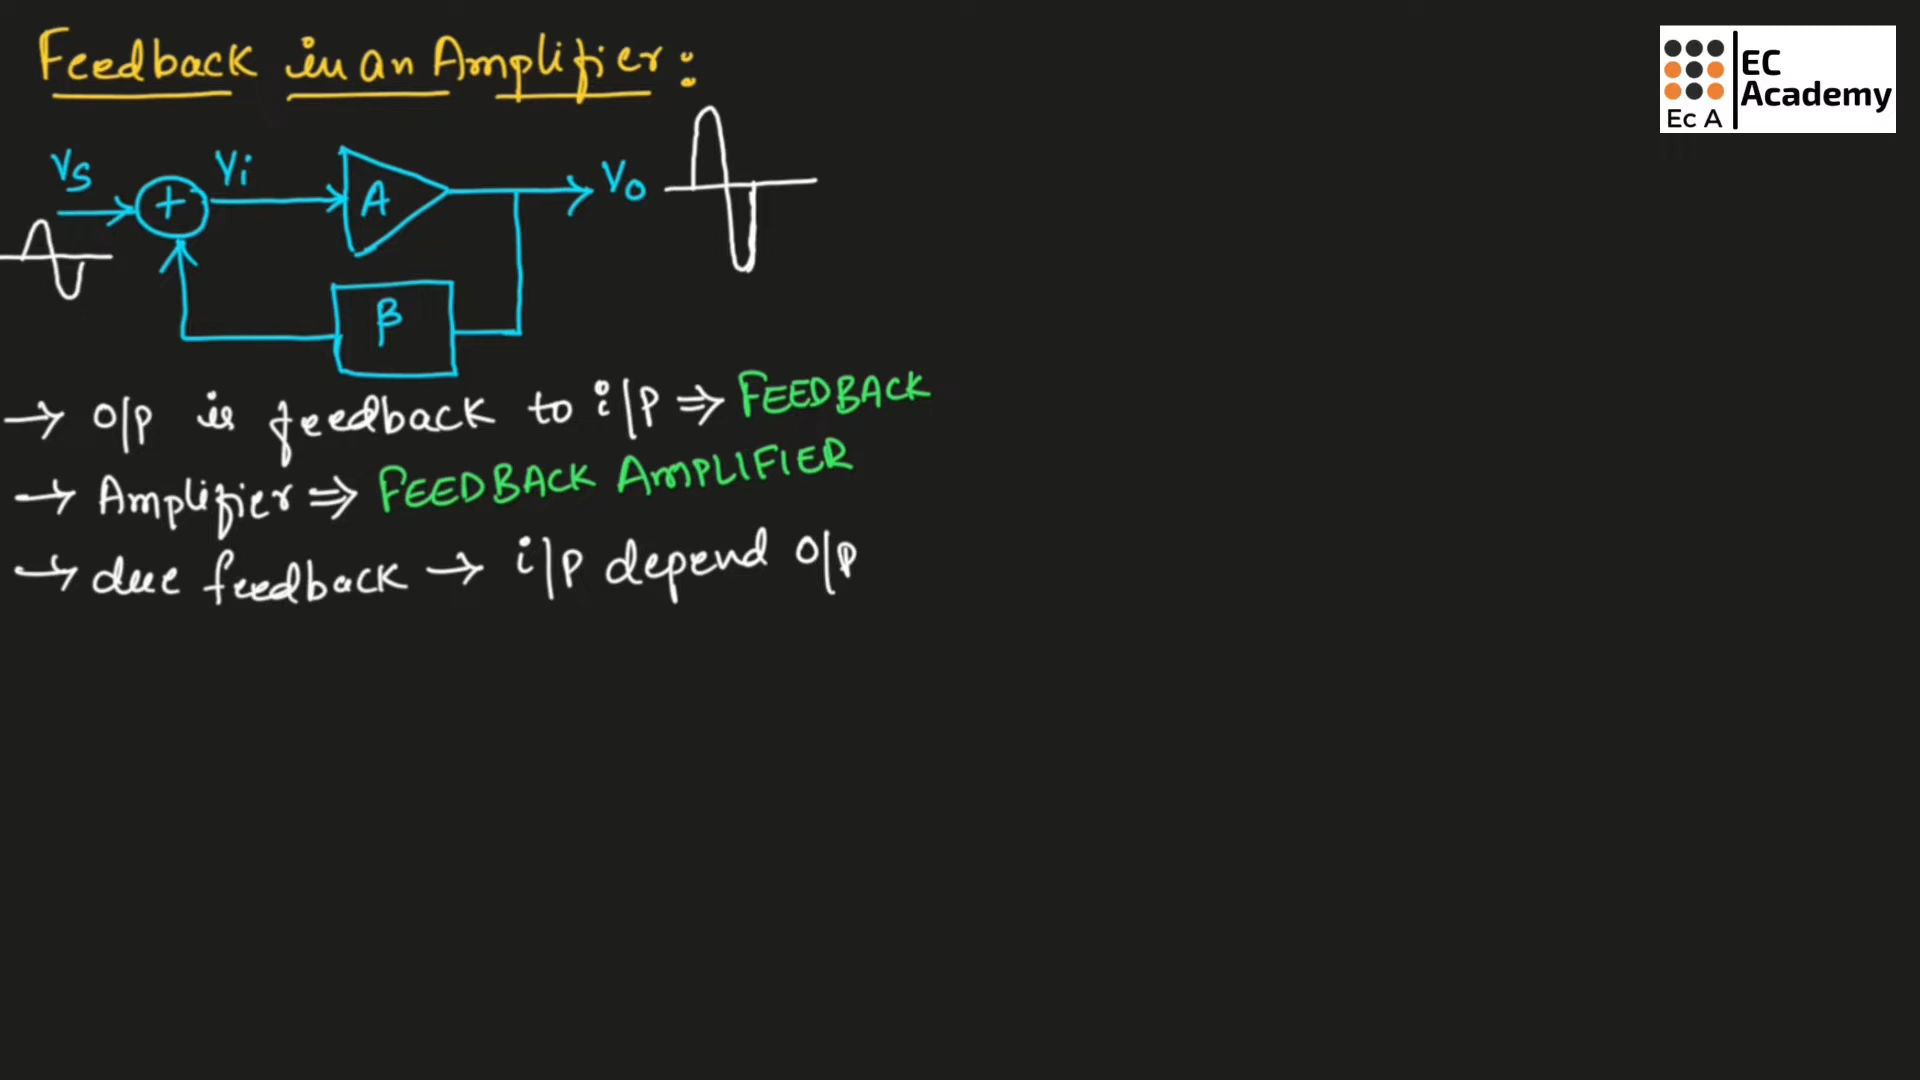 Feedback in an Amplifier:
EC
Academy
Ec A
Vs
Vi
+
A
Vo
β
→ o/p is feedback to i/p ⇒ FEEDBACK
→ Amplifier ⇒ FEEDBACK AMPLIFIER
→ due feedback → i/p depend o/p